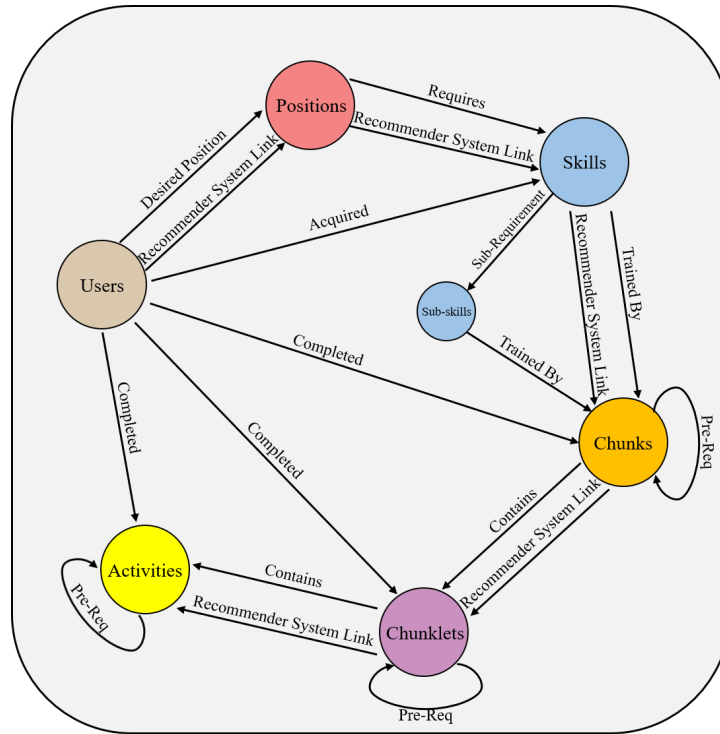 Positions
Requires
Recommender System Link
Skills
Desired Position
Recommender System Link
Acquired
Sub-Requirement
Recommender System Link
Trained By
Users
Sub-skills
Trained By
Completed
Completed
Completed
Chunks
Pre-Req
Contains
Recommender System Link
Activities
Pre-Req
Contains
Recommender System Link
Chunklets
Pre-Req